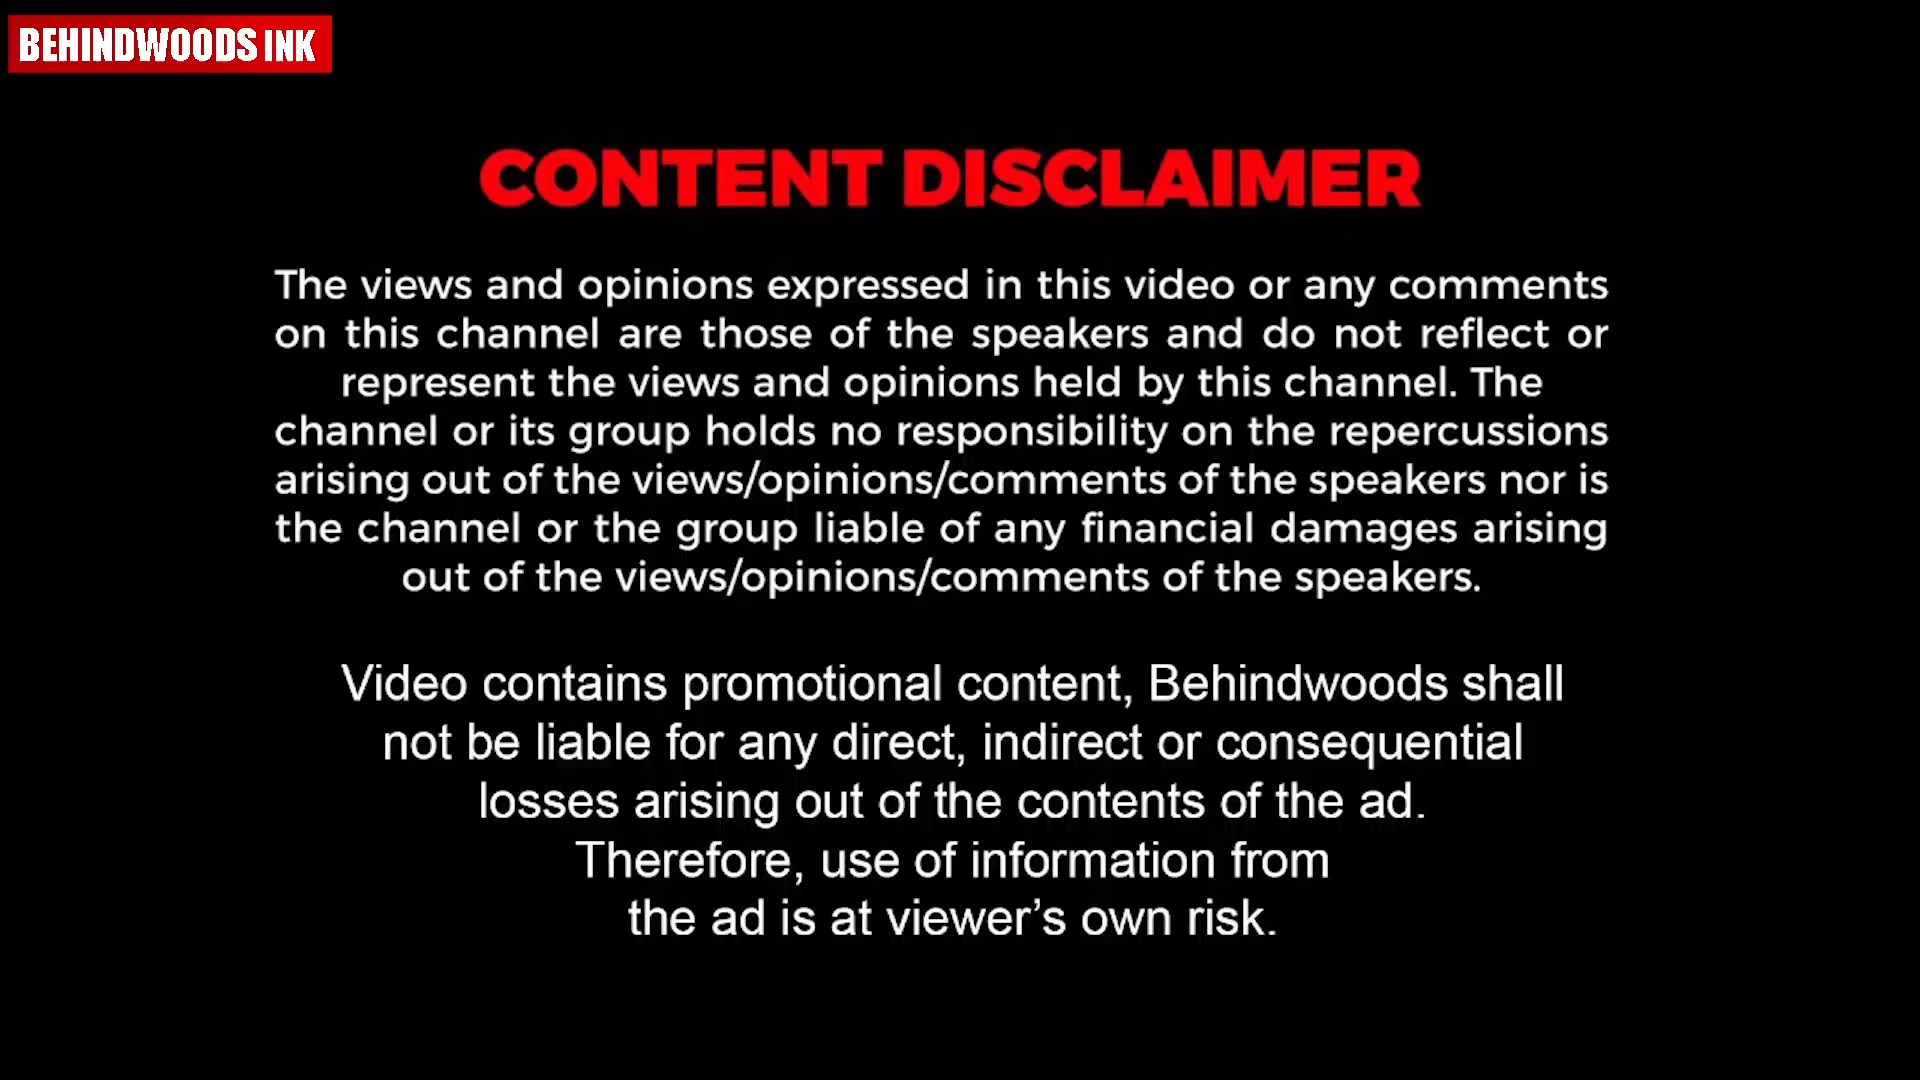 BEHINDWOODS INK
CONTENT DISCLAIMER
The views and opinions expressed in this video or any comments
on this channel are those of the speakers and do not reflect or
represent the views and opinions held by this channel. The
channel or its group holds no responsibility on the repercussions
arising out of the views/opinions/comments of the speakers nor is
the channel or the group liable of any financial damages arising
out of the views/opinions/comments of the speakers.
Video contains promotional content, Behindwoods shall
not be liable for any direct, indirect or consequential
losses arising out of the contents of the ad.
Therefore, use of information from
the ad is at viewer’s own risk.